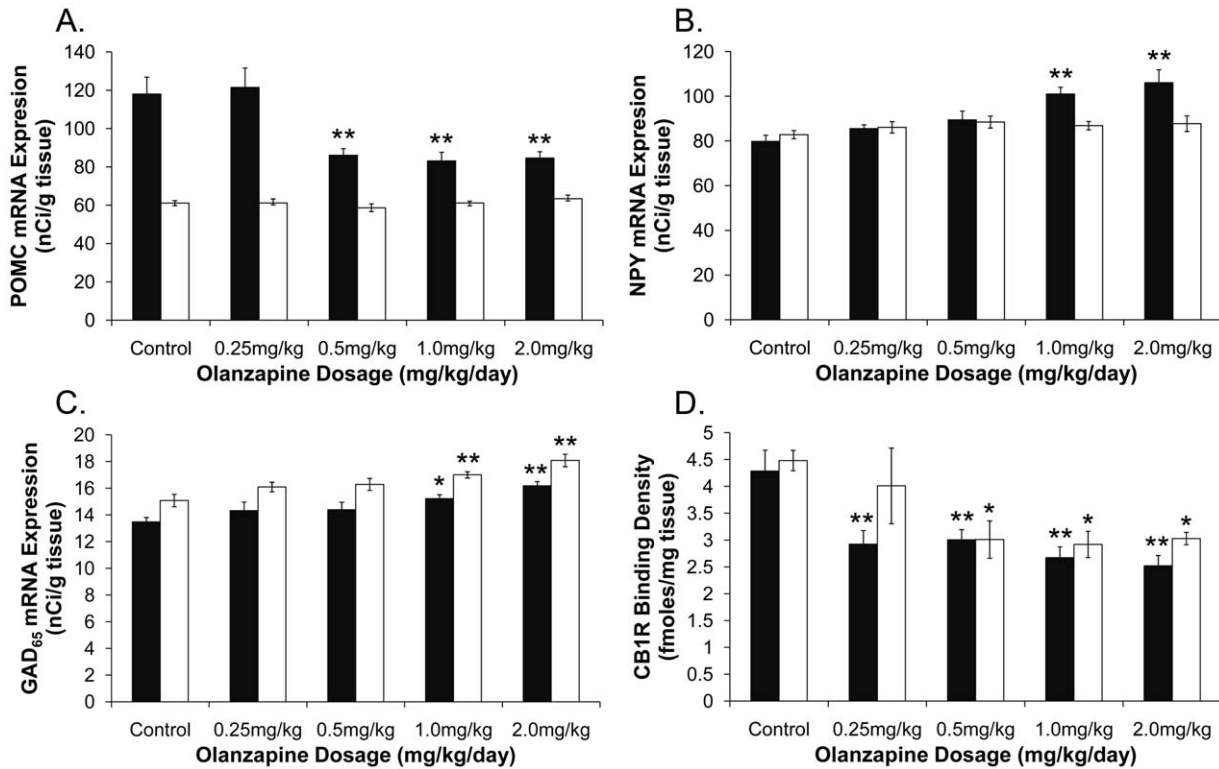 A.
POMC mRNA Expresion
(nCi/g tissue)
140
120
100
80
60
40
20
0
**
**
**
Control
0.25mg/kg
0.5mg/kg
1.0mg/kg
2.0mg/kg
Olanzapine Dosage (mg/kg/day)
B.
NPY mRNA Expresion
(nCi/g tissue)
120
100
80
60
40
20
0
**
**
Control
0.25mg/kg
0.5mg/kg
1.0mg/kg
2.0mg/kg
Olanzapine Dosage (mg/kg/day)
C.
GAD65 mRNA Expression
(nCi/g tissue)
20
18
16
14
12
10
8
6
4
2
0
*
**
**
**
Control
0.25mg/kg
0.5mg/kg
1.0mg/kg
2.0mg/kg
Olanzapine Dosage (mg/kg/day)
D.
CB1R Binding Density
(fmoles/mg tissue)
5
4.5
4
3.5
3
2.5
2
1.5
1
0.5
0
**
**
*
**
*
**
*
Control
0.25mg/kg
0.5mg/kg
1.0mg/kg
2.0mg/kg
Olanzapine Dosage (mg/kg/day)